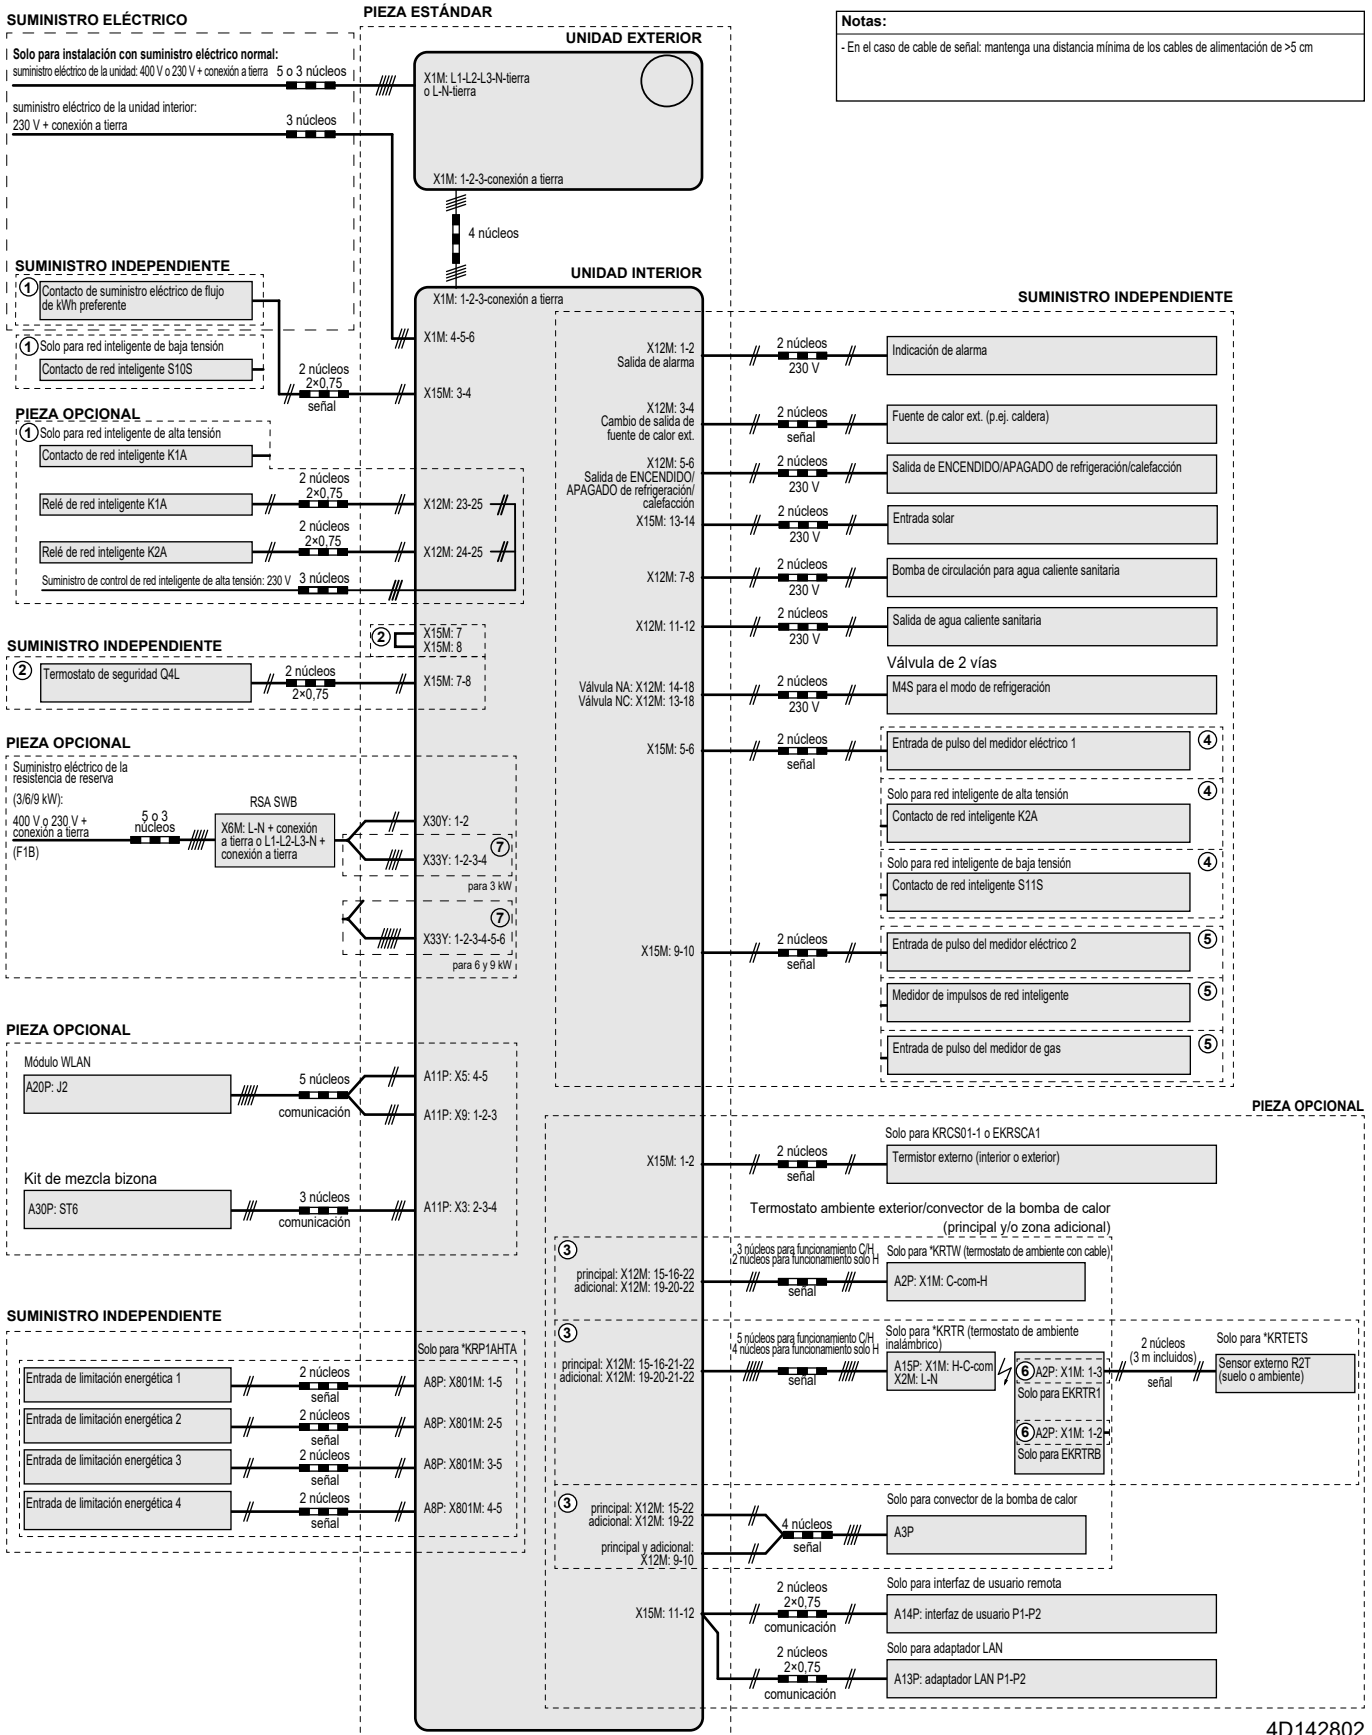 SUMINISTRO ELÉCTRICO
Solo para instalación con suministro eléctrico normal:
suministro eléctrico de la unidad: 400 V o 230 V + conexión a tierra
5 o 3 núcleos
suministro eléctrico de la unidad interior:
230 V + conexión a tierra
3 núcleos
PIEZA ESTÁNDAR
UNIDAD EXTERIOR
X1M: L1-L2-L3-N-tierra
o L-N-tierra
X1M: 1-2-3-conexión a tierra
4 núcleos
Notas:
- En el caso de cable de señal: mantenga una distancia mínima de los cables de alimentación de >5 cm
SUMINISTRO INDEPENDIENTE
1
Contacto de suministro eléctrico de flujo
de kWh preferente
1
Solo para red inteligente de baja tensión
Contacto de red inteligente S10S
2 núcleos
2×0,75
señal
PIEZA OPCIONAL
1
Solo para red inteligente de alta tensión
Contacto de red inteligente K1A
2 núcleos
2×0,75
Relé de red inteligente K1A
2 núcleos
2×0,75
Relé de red inteligente K2A
Suministro de control de red inteligente de alta tensión: 230 V
3 núcleos
SUMINISTRO INDEPENDIENTE
2
Termostato de seguridad Q4L
2 núcleos
2×0,75
PIEZA OPCIONAL
Suministro eléctrico de la
resistencia de reserva
(3/6/9 kW):
400 V o 230 V +
conexión a tierra
(F1B)
5 o 3
núcleos
RSA SWB
X6M: L-N + conexión
a tierra o L1-L2-L3-N +
conexión a tierra
PIEZA OPCIONAL
Módulo WLAN
A20P: J2
5 núcleos
comunicación
Kit de mezcla bizona
A30P: ST6
3 núcleos
comunicación
SUMINISTRO INDEPENDIENTE
Entrada de limitación energética 1
2 núcleos
señal
Entrada de limitación energética 2
2 núcleos
señal
Entrada de limitación energética 3
2 núcleos
señal
Entrada de limitación energética 4
2 núcleos
señal
UNIDAD INTERIOR
X1M: 1-2-3-conexión a tierra
X1M: 4-5-6
X15M: 3-4
X12M: 23-25
X12M: 24-25
2
X15M: 7
X15M: 8
X15M: 7-8
X30Y: 1-2
7
X33Y: 1-2-3-4
para 3 kW
7
X33Y: 1-2-3-4-5-6
para 6 y 9 kW
A11P: X5: 4-5
A11P: X9: 1-2-3
A11P: X3: 2-3-4
Solo para *KRP1AHTA
A8P: X801M: 1-5
A8P: X801M: 2-5
A8P: X801M: 3-5
A8P: X801M: 4-5
SUMINISTRO INDEPENDIENTE
X12M: 1-2
Salida de alarma
2 núcleos
230 V
Indicación de alarma
X12M: 3-4
Cambio de salida de
fuente de calor ext.
2 núcleos
señal
Fuente de calor ext. (p.ej. caldera)
X12M: 5-6
Salida de ENCENDIDO/
APAGADO de refrigeración/
calefacción
2 núcleos
230 V
Salida de ENCENDIDO/APAGADO de refrigeración/calefacción
X15M: 13-14
2 núcleos
230 V
Entrada solar
X12M: 7-8
2 núcleos
230 V
Bomba de circulación para agua caliente sanitaria
X12M: 11-12
2 núcleos
230 V
Salida de agua caliente sanitaria
Válvula de 2 vías
Válvula NA: X12M: 14-18
Válvula NC: X12M: 13-18
2 núcleos
230 V
M4S para el modo de refrigeración
X15M: 5-6
2 núcleos
señal
Entrada de pulso del medidor eléctrico 1
4
Solo para red inteligente de alta tensión
4
Contacto de red inteligente K2A
Solo para red inteligente de baja tensión
4
Contacto de red inteligente S11S
X15M: 9-10
2 núcleos
señal
Entrada de pulso del medidor eléctrico 2
5
Medidor de impulsos de red inteligente
5
Entrada de pulso del medidor de gas
5
PIEZA OPCIONAL
Solo para KRCS01-1 o EKRSCA1
X15M: 1-2
2 núcleos
señal
Termistor externo (interior o exterior)
Termostato ambiente exterior/convector de la bomba de calor
(principal y/o zona adicional)
3
principal: X12M: 15-16-22
adicional: X12M: 19-20-22
3 núcleos para funcionamiento C/H
2 núcleos para funcionamiento solo H
señal
Solo para *KRTW (termostato de ambiente con cable)
A2P: X1M: C-com-H
3
principal: X12M: 15-16-21-22
adicional: X12M: 19-20-21-22
5 núcleos para funcionamiento C/H
4 núcleos para funcionamiento solo H
señal
Solo para *KRTR (termostato de ambiente
inalámbrico)
A15P: X1M: H-C-com
X2M: L-N
6
A2P: X1M: 1-3
Solo para EKRTR1
6
A2P: X1M: 1-2
Solo para EKRTRB
2 núcleos
(3 m incluidos)
señal
Solo para *KRTETS
Sensor externo R2T
(suelo o ambiente)
3
principal: X12M: 15-22
adicional: X12M: 19-22
principal y adicional:
X12M: 9-10
4 núcleos
señal
Solo para convector de la bomba de calor
A3P
X15M: 11-12
2 núcleos
2×0,75
comunicación
Solo para interfaz de usuario remota
A14P: interfaz de usuario P1-P2
2 núcleos
2×0,75
comunicación
Solo para adaptador LAN
A13P: adaptador LAN P1-P2
4D142802